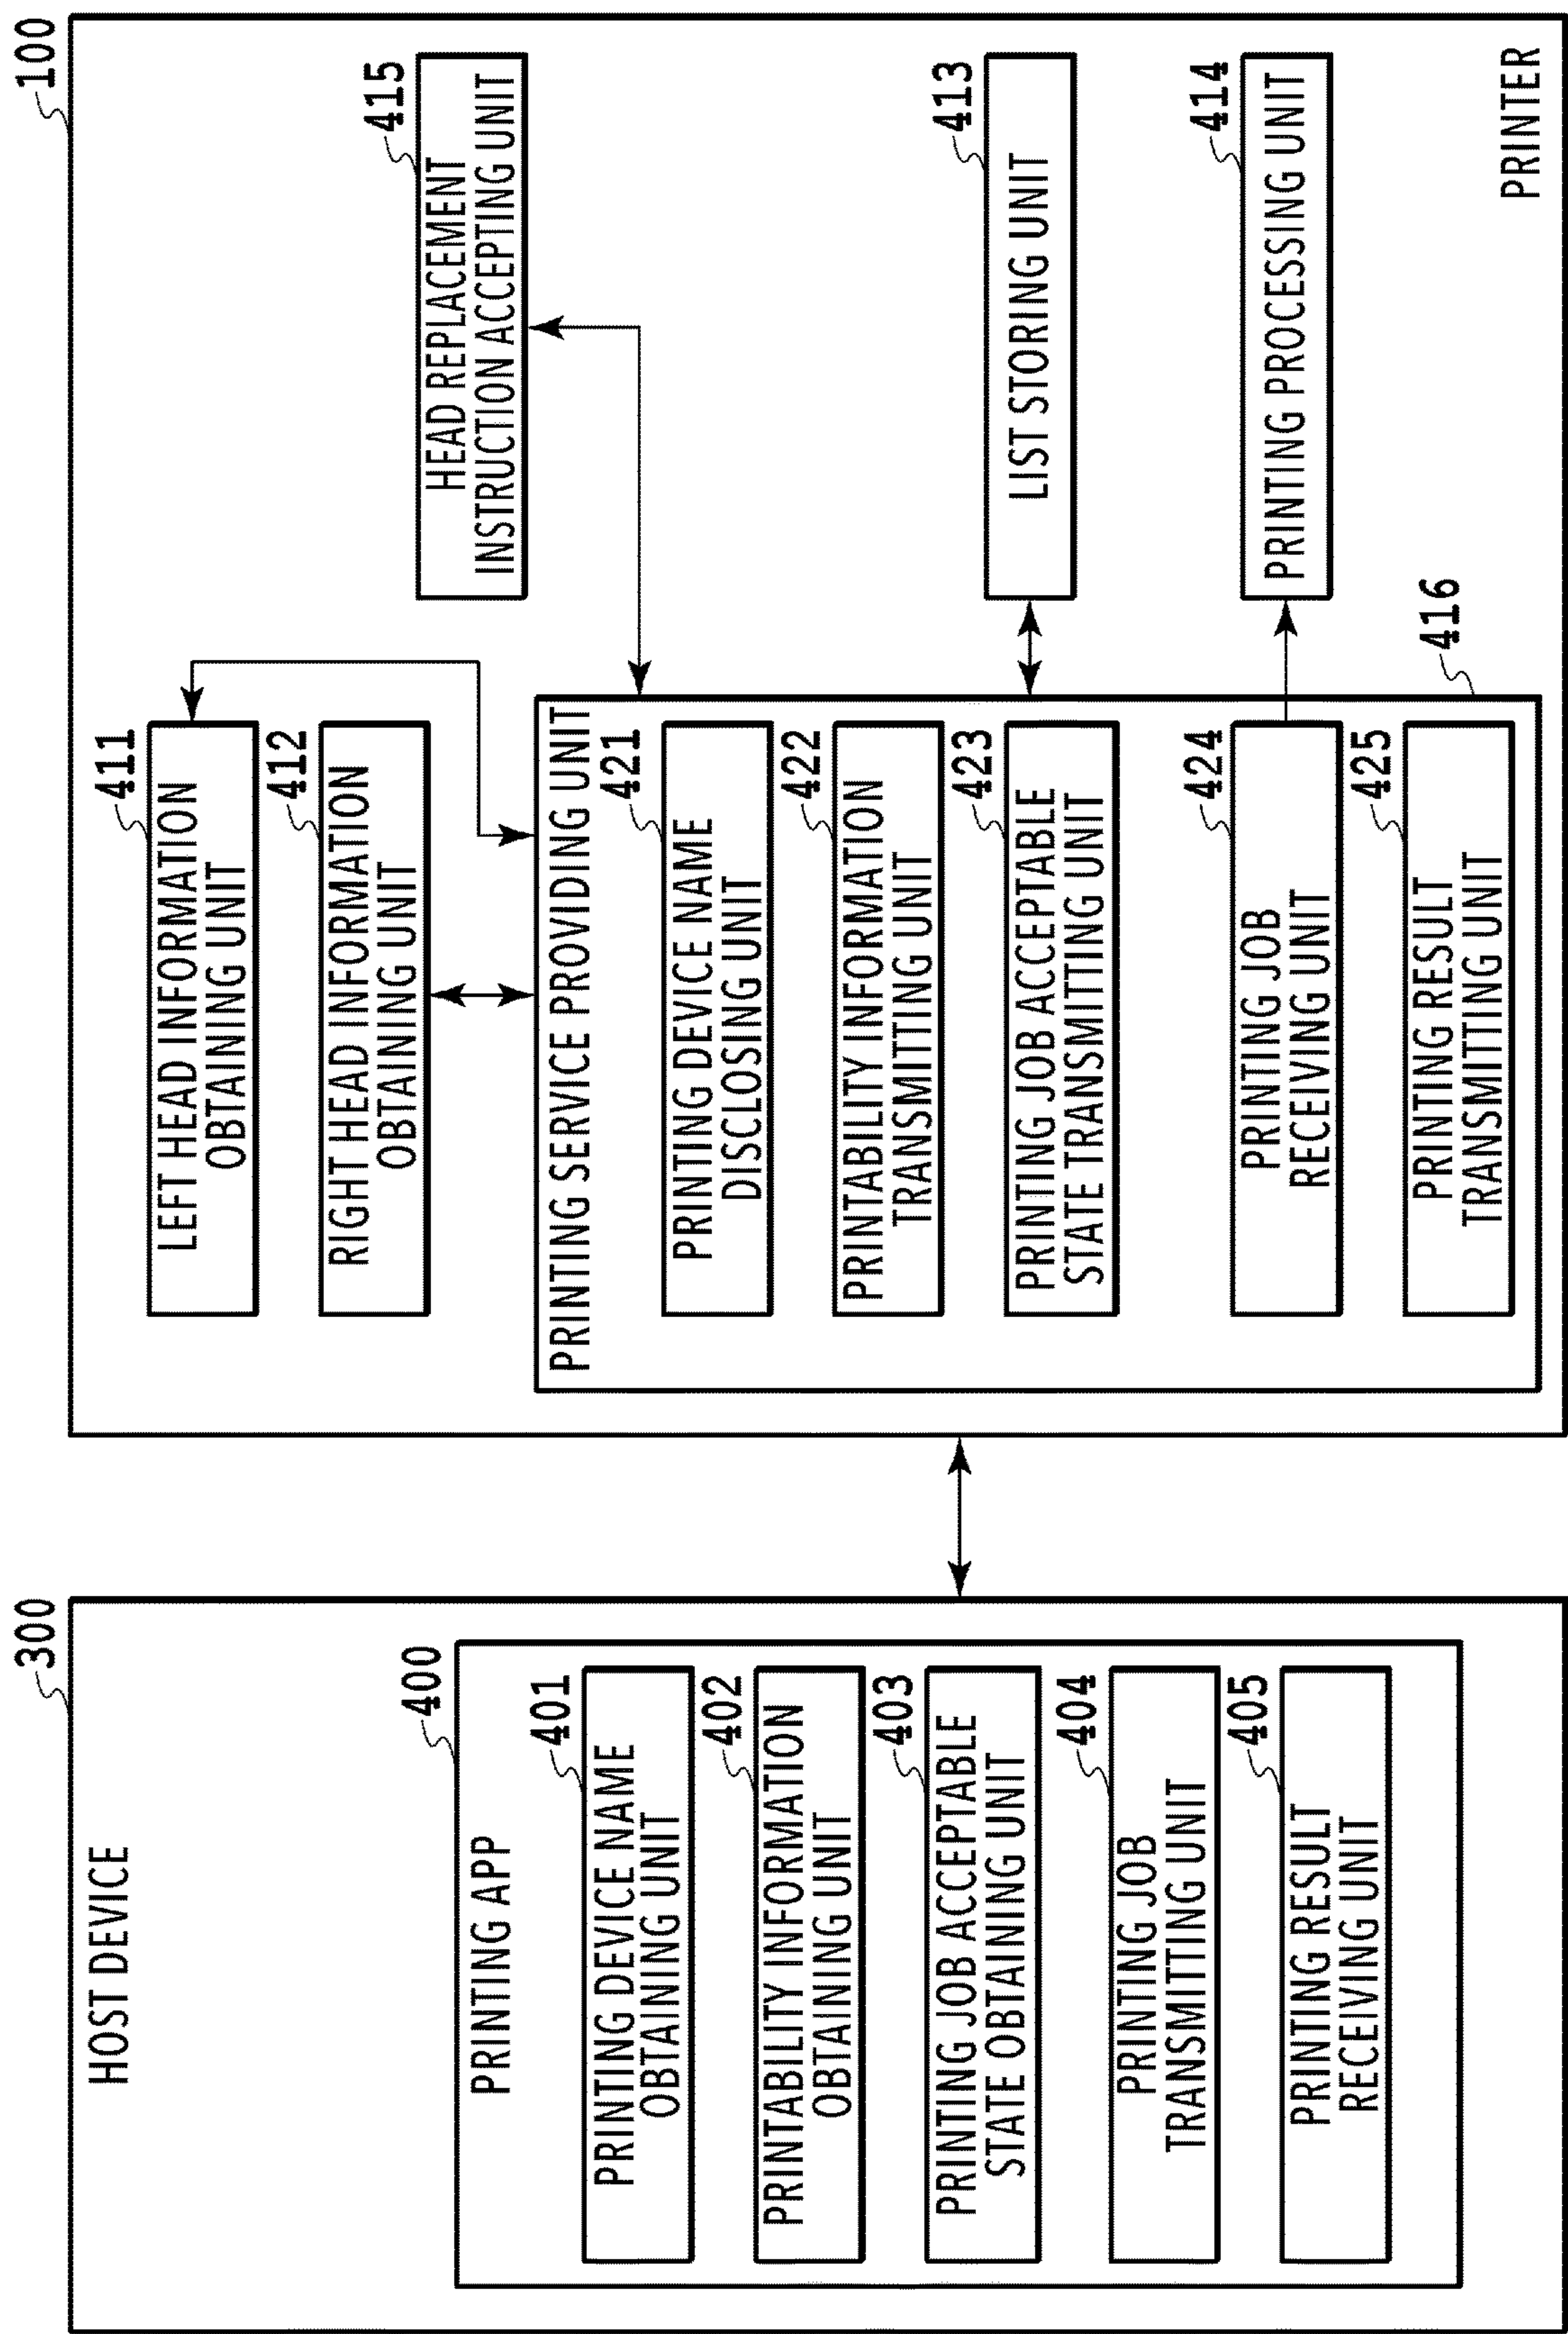 300
HOST DEVICE
400
PRINTING APP
401
PRINTING DEVICE NAME
OBTAINING UNIT
402
PRINTABILITY INFORMATION
OBTAINING UNIT
403
PRINTING JOB ACCEPTABLE
STATE OBTAINING UNIT
404
PRINTING JOB
TRANSMITTING UNIT
405
PRINTING RESULT
RECEIVING UNIT
100
411
LEFT HEAD INFORMATION
OBTAINING UNIT
412
RIGHT HEAD INFORMATION
OBTAINING UNIT
PRINTING SERVICE PROVIDING UNIT
421
PRINTING DEVICE NAME
DISCLOSING UNIT
422
PRINTABILITY INFORMATION
TRANSMITTING UNIT
423
PRINTING JOB ACCEPTABLE
STATE TRANSMITTING UNIT
424
PRINTING JOB
RECEIVING UNIT
425
PRINTING RESULT
TRANSMITTING UNIT
416
415
HEAD REPLACEMENT
INSTRUCTION ACCEPTING UNIT
413
LIST STORING UNIT
414
PRINTING PROCESSING UNIT
PRINTER